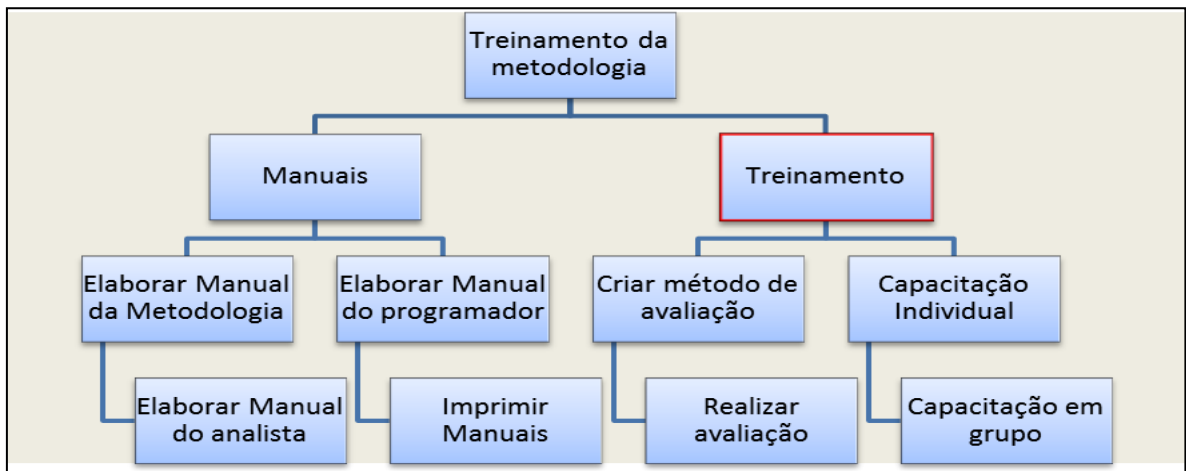 Treinamento da
metodologia
Manuais
Treinamento
Elaborar Manual
da Metodologia
Elaborar Manual
do programador
Criar método de
avaliação
Capacitação
Individual
Elaborar Manual
do analista
Imprimir
Manuais
Realizar
avaliação
Capacitação em
grupo